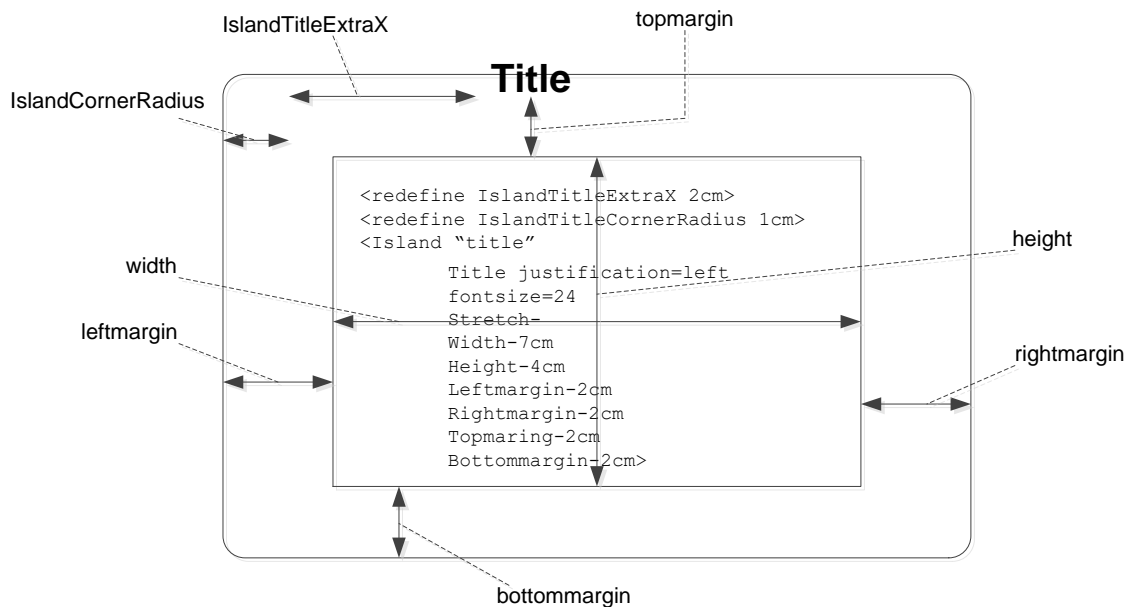 IslandTitleExtraX
topmargin
Title
IslandCornerRadius
<redefine IslandTitleExtraX 2cm>
<redefine IslandTitleCornerRadius 1cm>
<Island “title”
height
width
Title justification=left
fontsize=24
Stretch-
leftmargin
Width-7cm
rightmargin
Height-4cm
Leftmargin-2cm
Rightmargin-2cm
Topmaring-2cm
Bottommargin-2cm>
bottommargin